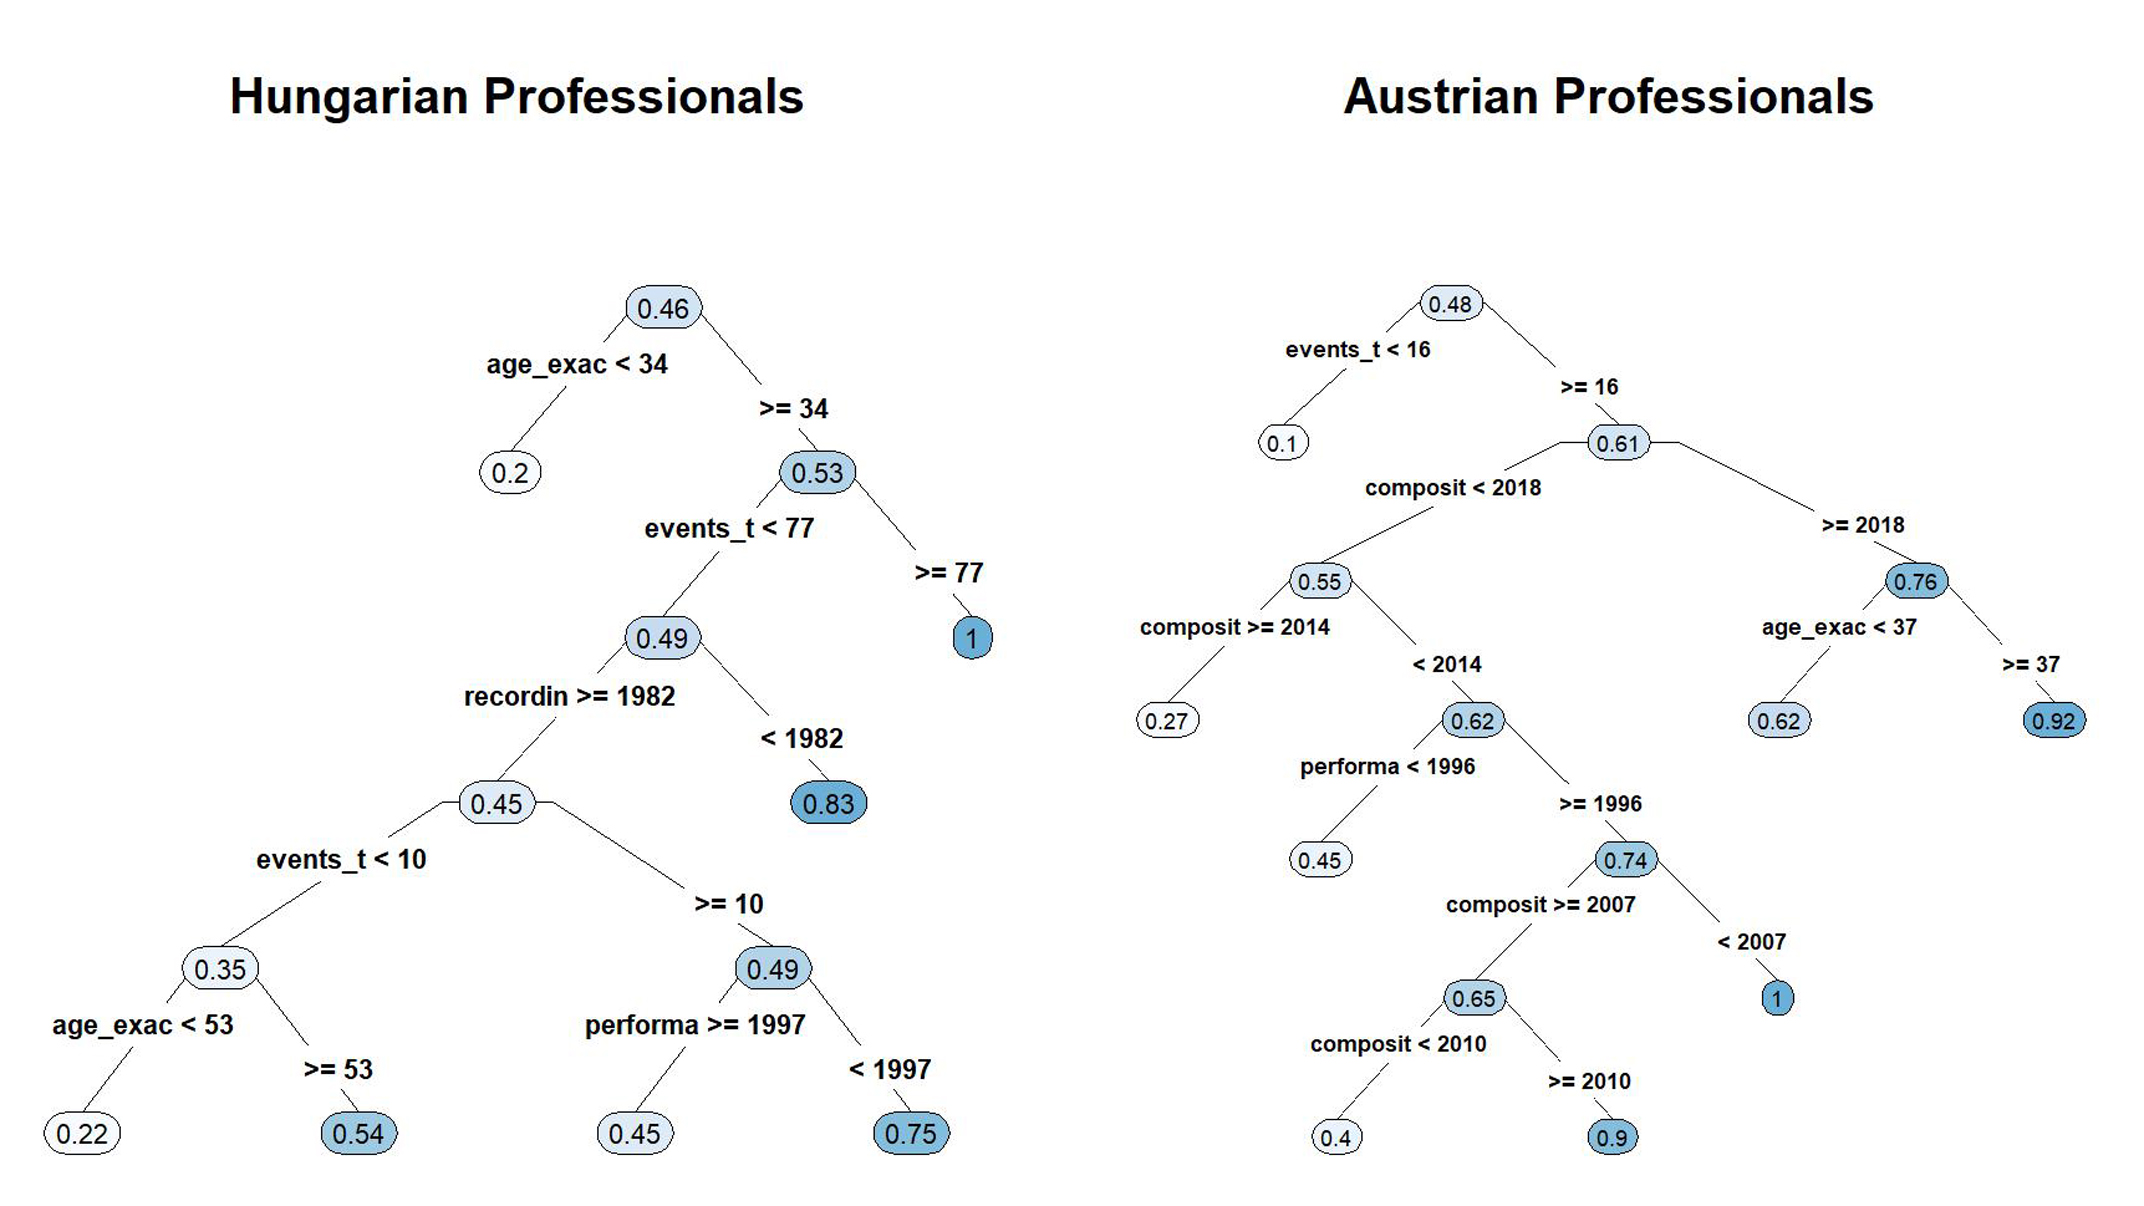 Hungarian Professionals
0.46
age_exac < 34
>= 34
0.2
0.53
events_t < 77
>= 77
0.49
1
recordin >= 1982
< 1982
0.45
0.83
events_t < 10
>= 10
0.35
0.49
age_exac < 53
>= 53
performa >= 1997
< 1997
0.22
0.54
0.45
0.75
Austrian Professionals
0.48
events_t < 16
>= 16
0.1
0.61
composit < 2018
>= 2018
0.55
0.76
composit >= 2014
< 2014
age_exac < 37
>= 37
0.27
0.62
0.62
0.92
performa < 1996
>= 1996
0.45
0.74
composit >= 2007
< 2007
0.65
1
composit < 2010
>= 2010
0.4
0.9